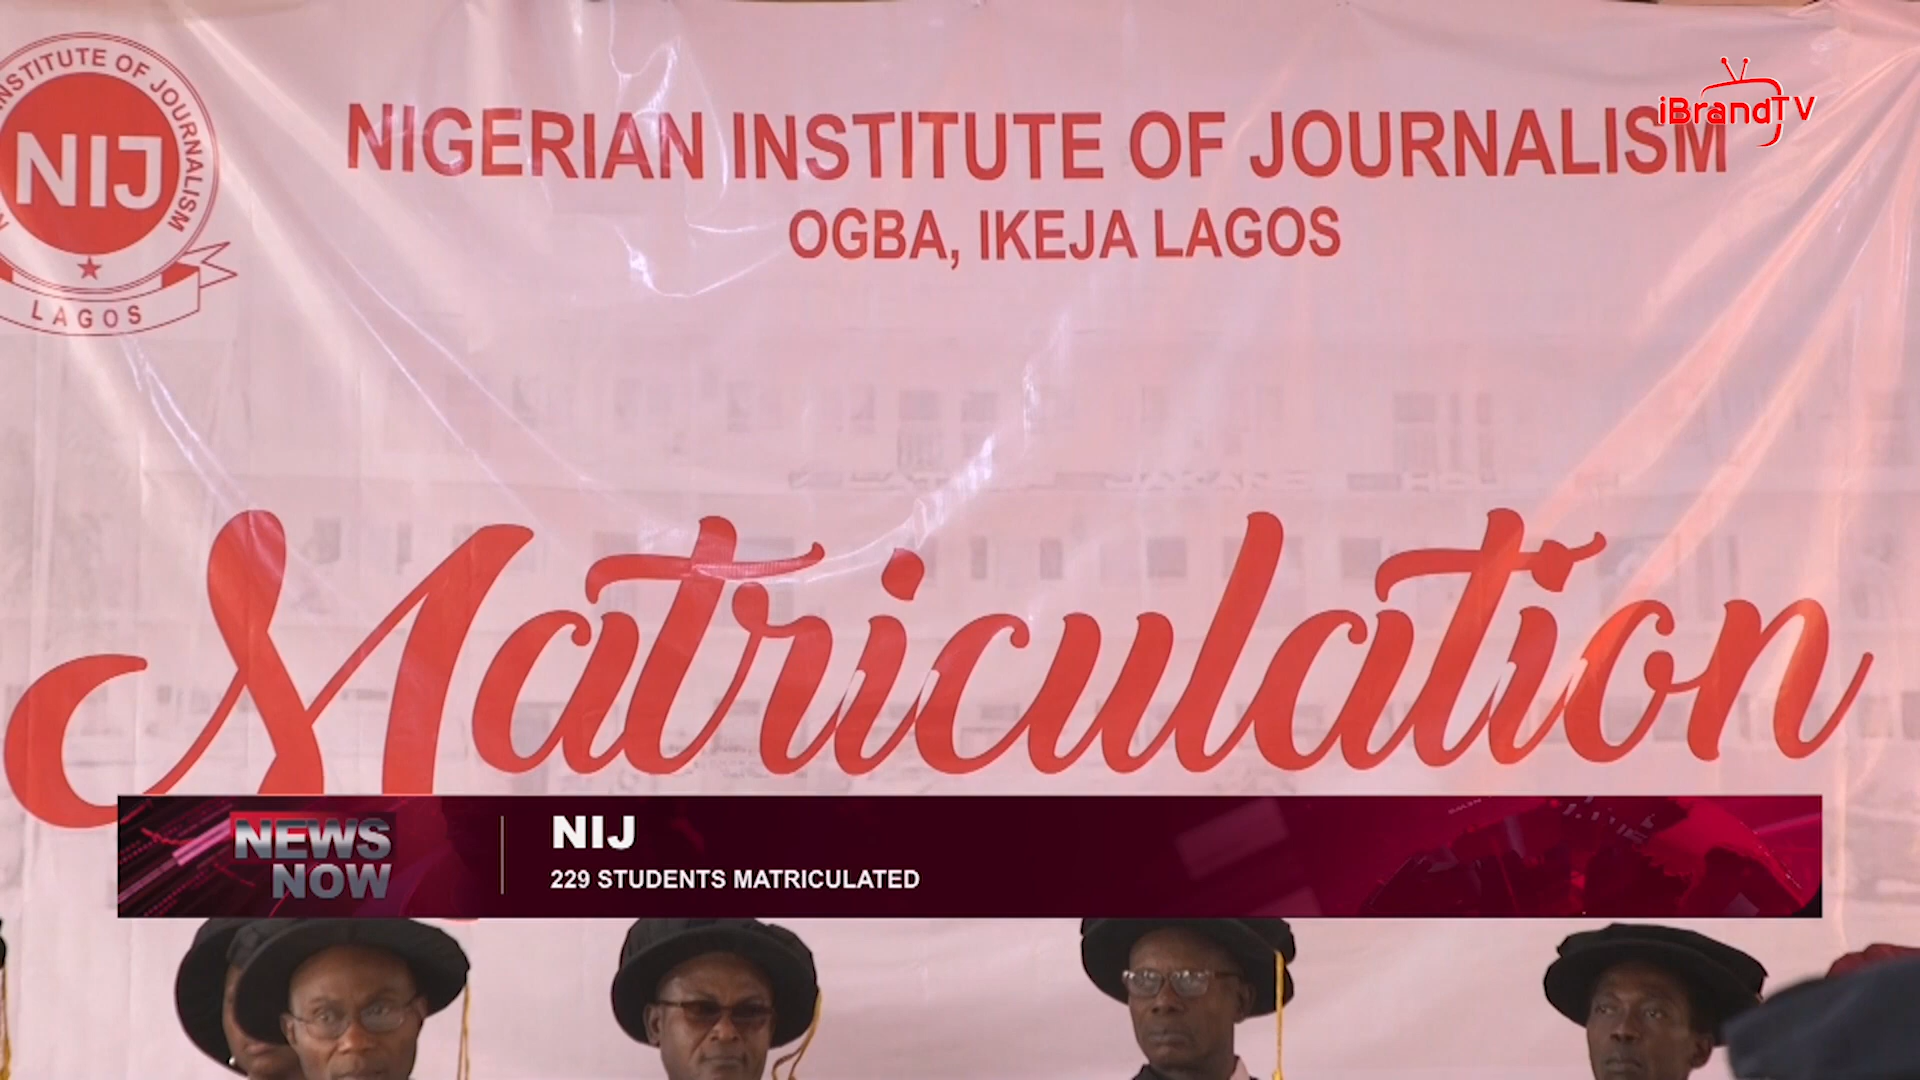 INSTITUTE OF JOURNALISM
NIJ
LAGOS
NIGERIAN INSTITUTE OF JOURNALISM
OGBA, IKEJA LAGOS
iBrandTV
Matriculation
NEWS
NOW
NIJ
229 STUDENTS MATRICULATED